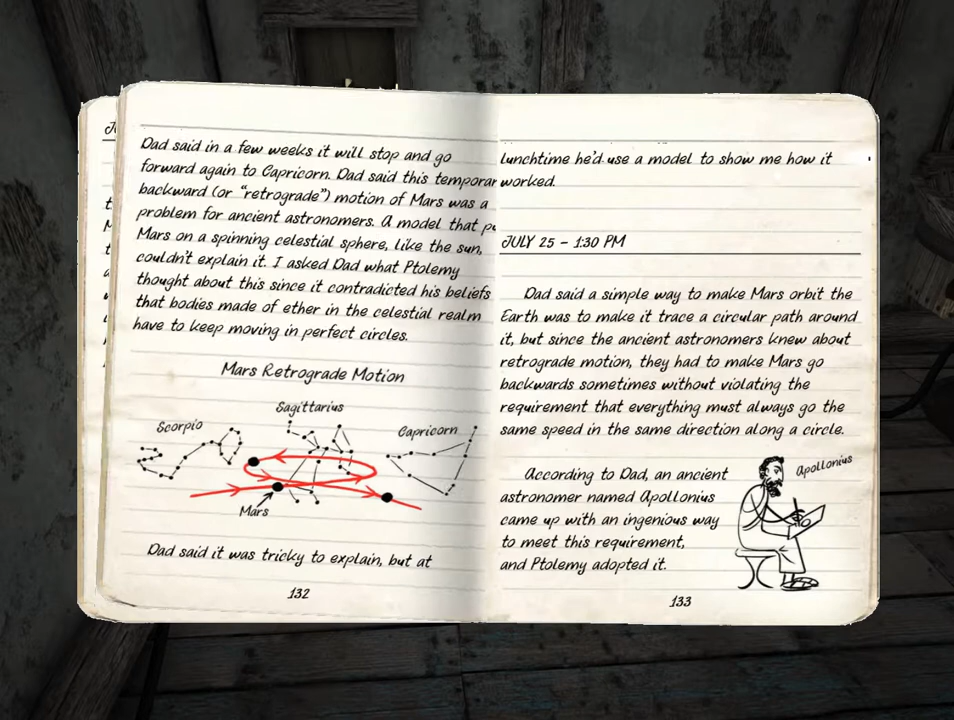 Dad said in a few weeks it will stop and go
forward again to Capricorn. Dad said this temporar
backward (or "retrograde") motion of Mars was a
problem for ancient astronomers. A model that pu
Mars on a spinning celestial sphere, like the sun,
couldn't explain it. I asked Dad what Ptolemy
thought about this since it contradicted his beliefs
that bodies made of ether in the celestial realm
have to keep moving in perfect circles.
Mars Retrograde Motion
Scorpio
Sagittarius
Capricorn
Mars
Dad said it was tricky to explain, but at
132
lunchtime he'd use a model to show me how it
worked.
JULY 25 - 1:30 PM
Dad said a simple way to make Mars orbit the
Earth was to make it trace a circular path around
it, but since the ancient astronomers knew about
retrograde motion, they had to make Mars go
backwards sometimes without violating the
requirement that everything must always go the
same speed in the same direction along a circle.
According to Dad, an ancient
astronomer named Apollonius
came up with an ingenious way
to meet this requirement,
and Ptolemy adopted it.
Apollonius
133